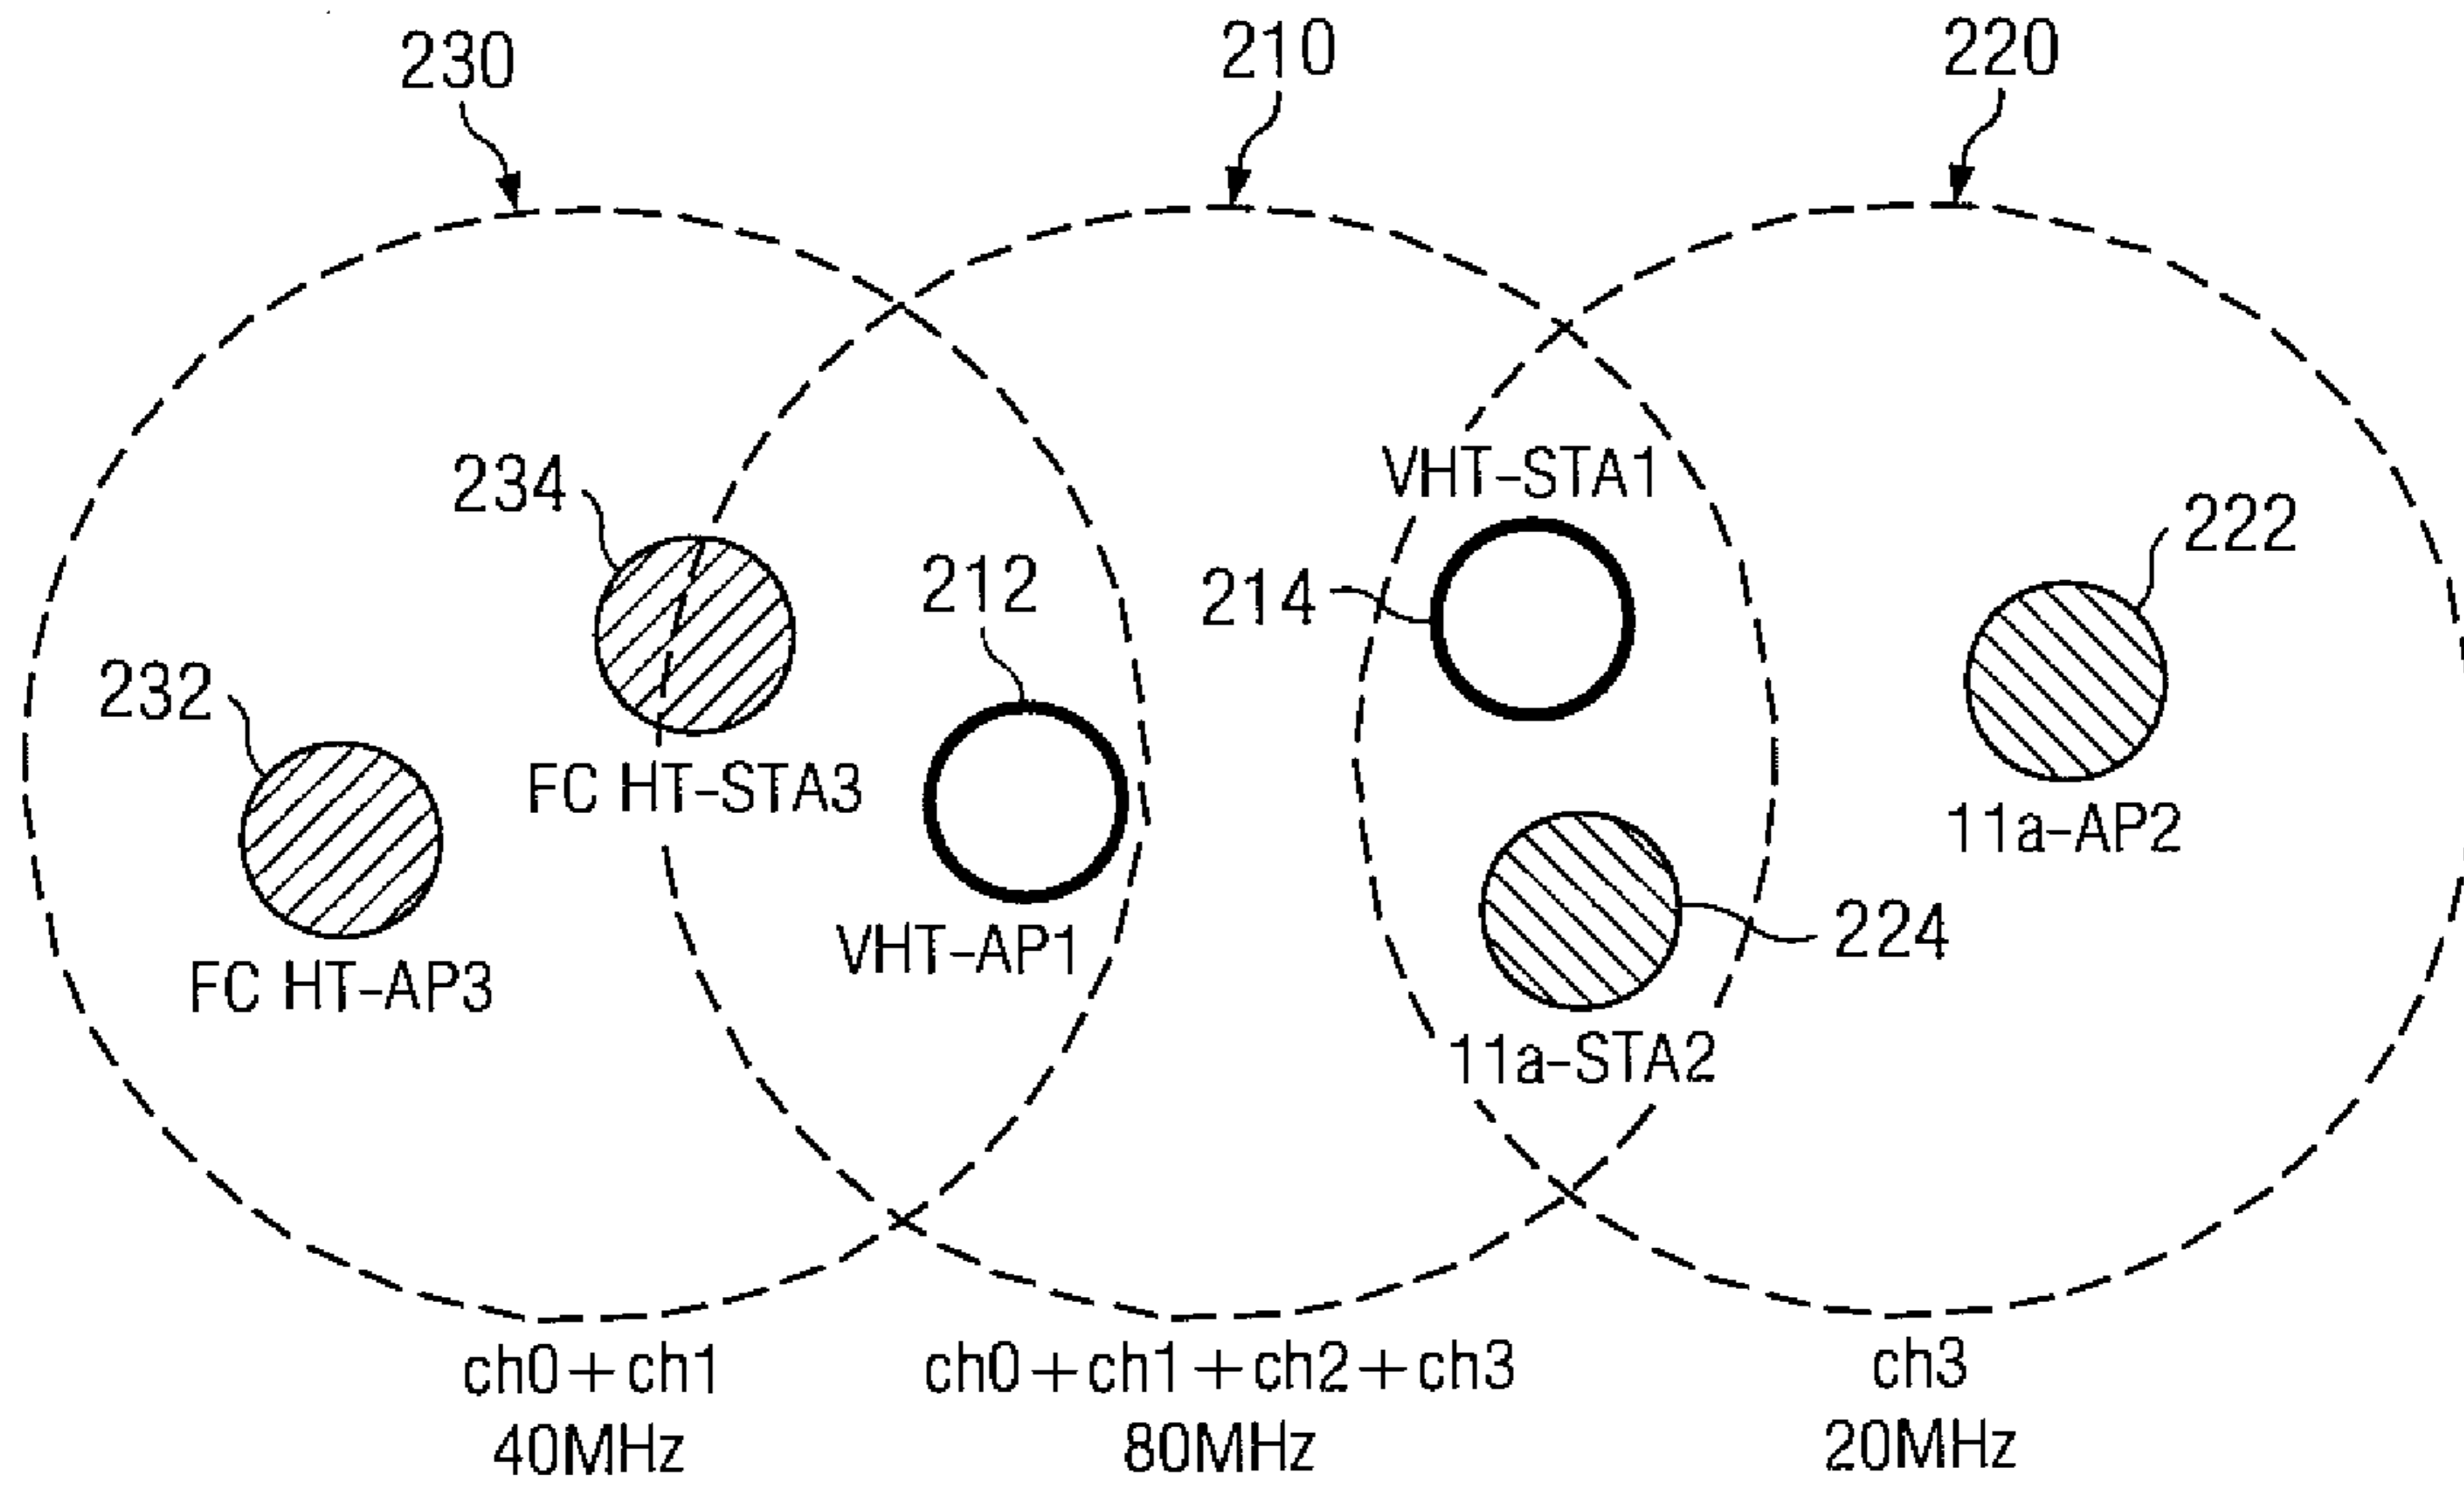 230
210
220
234
VHT-STA1
222
212
214
232
FC HT-STA3
11a-AP2
224
VHT-AP1
FC HT-AP3
11a-STA2
ch0+ch1
40MHz
ch0+ch1+ch2+ch3
80MHz
ch3
20MHz